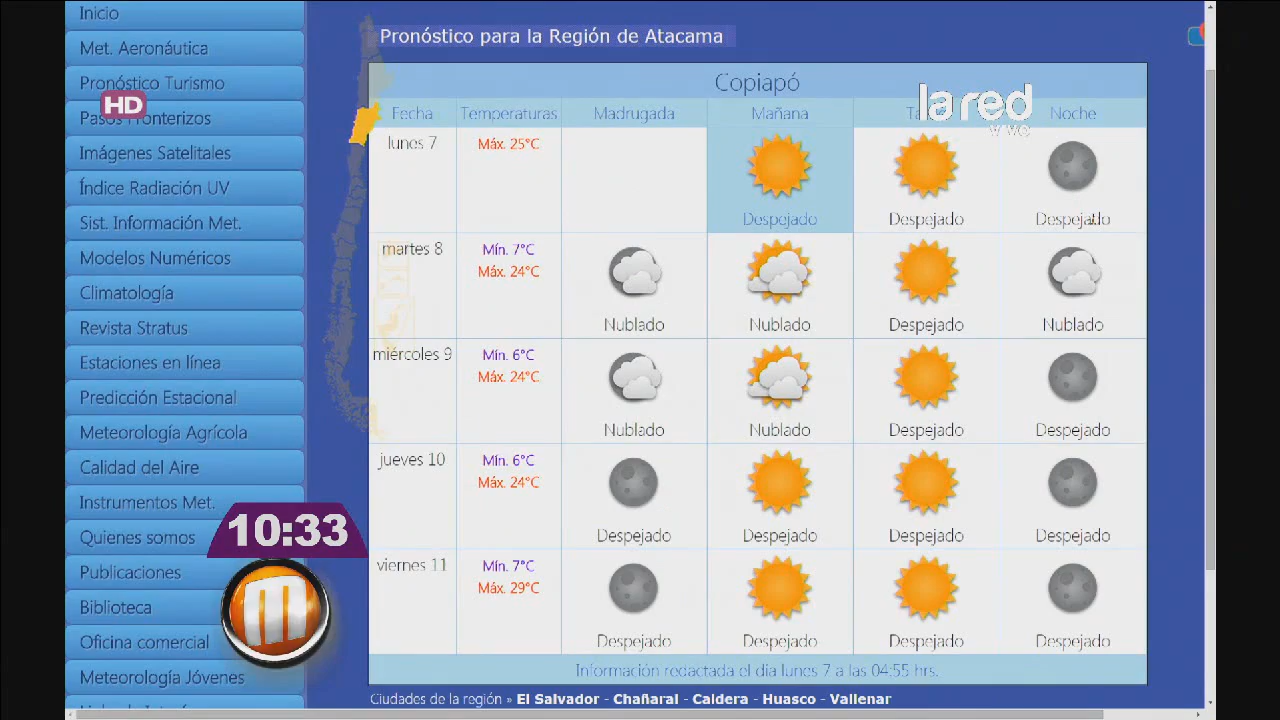 Inicio
Met. Aeronáutica
Pronóstico Turismo
HD
Pasos Fronterizos
Imágenes Satelitales
Índice Radiación UV
Sist. Información Met.
Modelos Numéricos
Climatología
Revista Stratus
Estaciones en línea
Predicción Estacional
Meteorología Agrícola
Calidad del Aire
Instrumentos Met.
Quienes somos
Publicaciones
Biblioteca
Oficina comercial
Meteorología Jóvenes
10:33
Pronóstico para la Región de Atacama
Copiapó
la red
vivo
Fecha Temperaturas Madrugada Mañana Noche
lunes 7 Máx. 25°C
Despejado Despejado Despejado
martes 8 Mín. 7°C
Máx. 24°C
Nublado Nublado Despejado Nublado
miércoles 9 Mín. 6°C
Máx. 24°C
Nublado Nublado Despejado Despejado
jueves 10 Mín. 6°C
Máx. 24°C
Despejado Despejado Despejado Despejado
viernes 11 Mín. 7°C
Máx. 29°C
Despejado Despejado Despejado Despejado
Información redactada el día lunes 7 a las 04:55 hrs.
Ciudades de la región » El Salvador - Chañaral - Caldera - Huasco - Vallenar